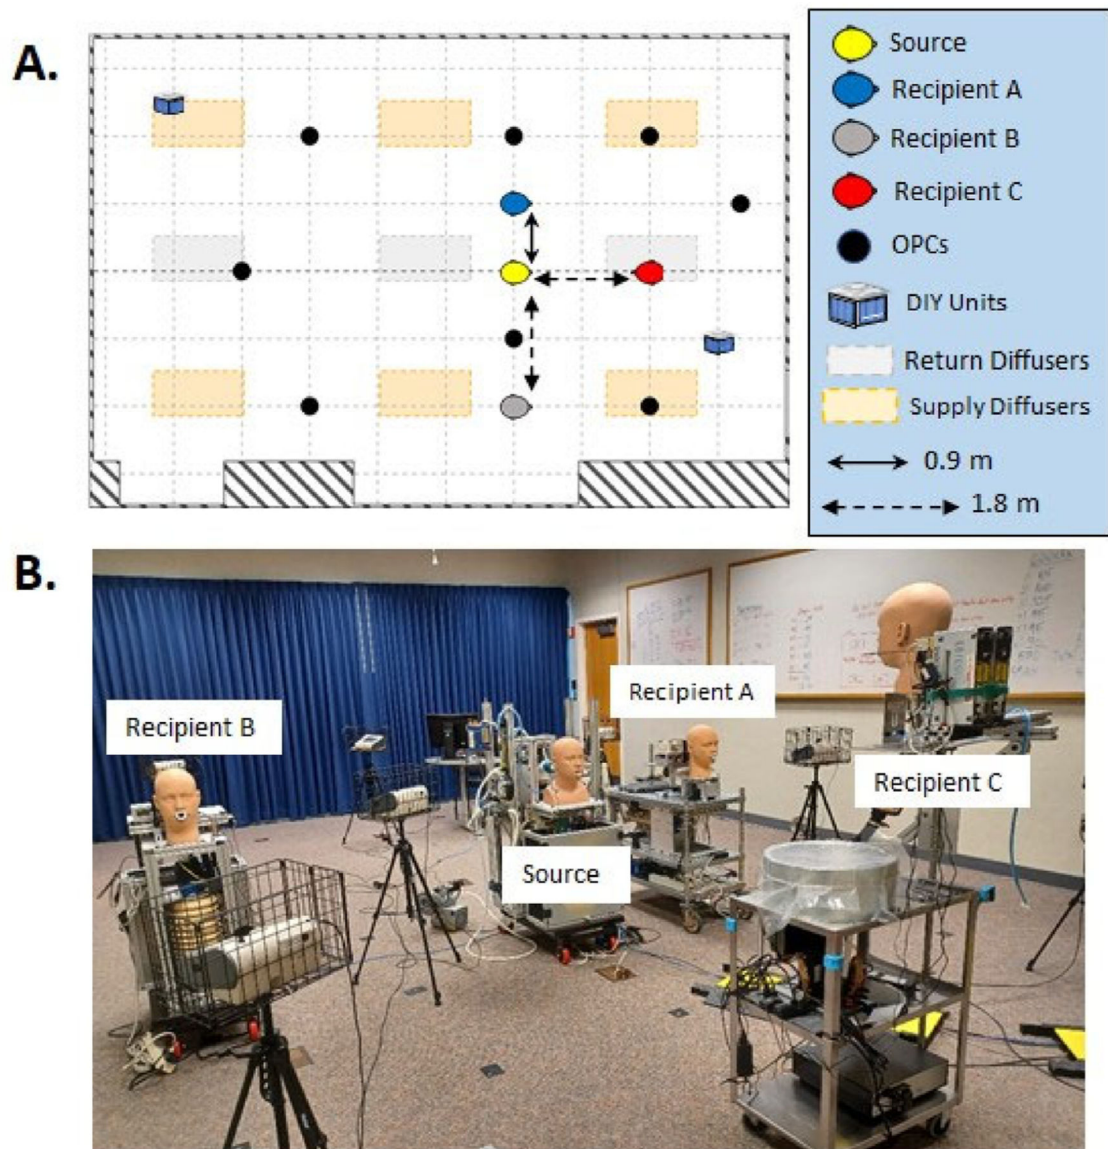 A.
Source
Recipient A
Recipient B
Recipient C
OPCs
DIY Units
Return Diffusers
Supply Diffusers
0.9 m
1.8 m
B.
Recipient A
Recipient B
Recipient C
Source